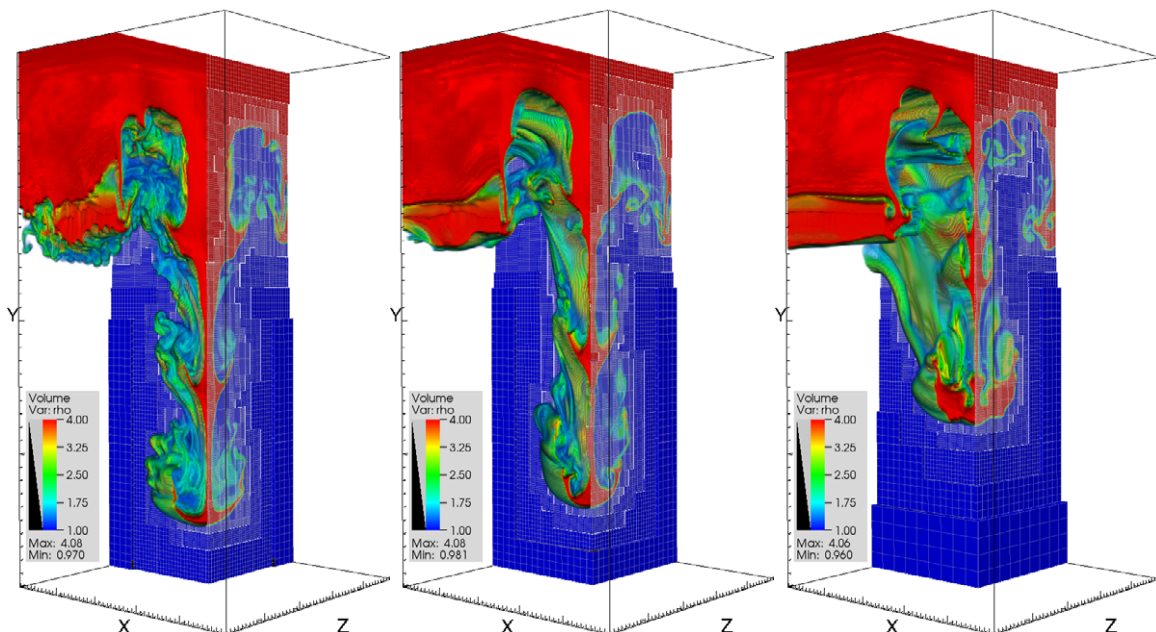 Y
Volume
Var: rho
4.00
3.25
2.50
1.75
1.00
Max: 4.08
Min: 0.970
X
Z
Y
Volume
Var: rho
4.00
3.25
2.50
1.75
1.00
Max: 4.08
Min: 0.981
X
Z
Y
Volume
Var: rho
4.00
3.25
2.50
1.75
1.00
Max: 4.06
Min: 0.960
X
Z